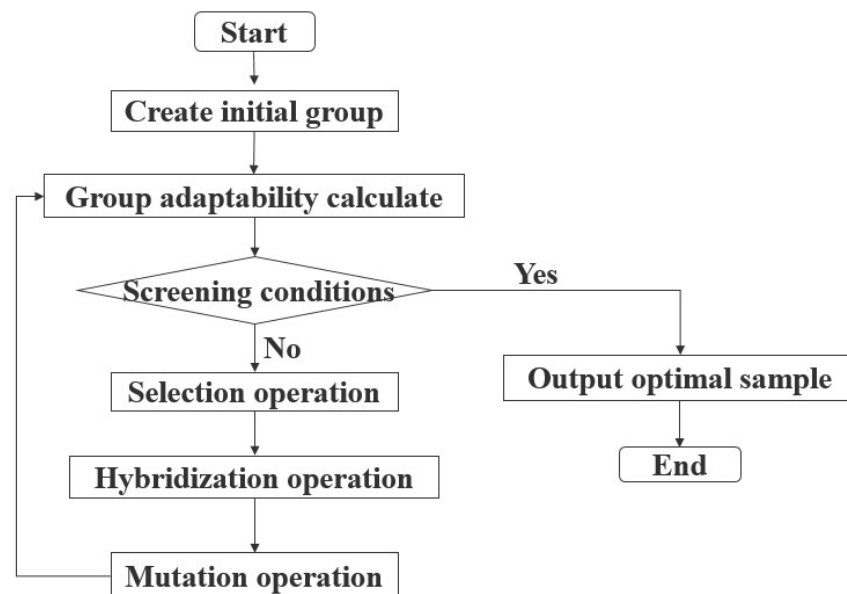 Start
Create initial group
Group adaptability calculate
Screening conditions
Yes
No
Selection operation
Output optimal sample
Hybridization operation
End
Mutation operation